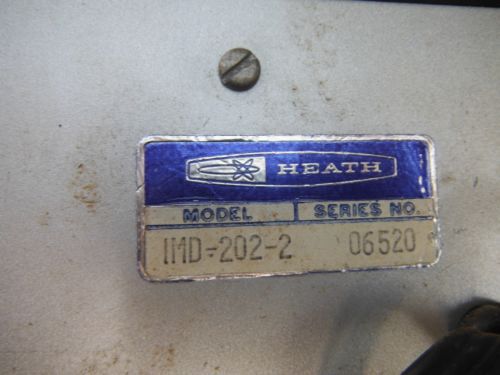 HEATH
MODEL SERIES NO.
IMD-202-2 06520